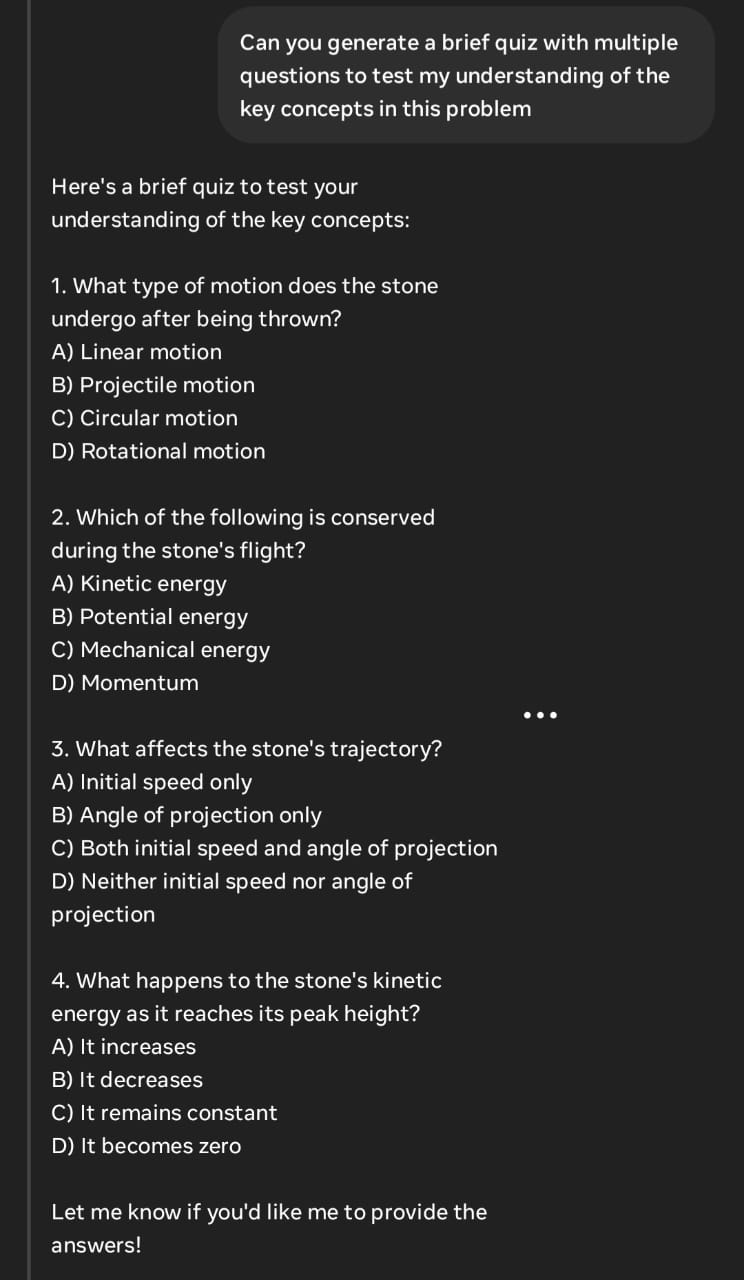 Can you generate a brief quiz with multiple
questions to test my understanding of the
key concepts in this problem
Here's a brief quiz to test your
understanding of the key concepts:
1. What type of motion does the stone
undergo after being thrown?
A) Linear motion
B) Projectile motion
C) Circular motion
D) Rotational motion
2. Which of the following is conserved
during the stone's flight?
A) Kinetic energy
B) Potential energy
C) Mechanical energy
D) Momentum
3. What affects the stone's trajectory?
A) Initial speed only
B) Angle of projection only
C) Both initial speed and angle of projection
D) Neither initial speed nor angle of
projection
4. What happens to the stone's kinetic
energy as it reaches its peak height?
A) It increases
B) It decreases
C) It remains constant
D) It becomes zero
Let me know if you'd like me to provide the
answers!